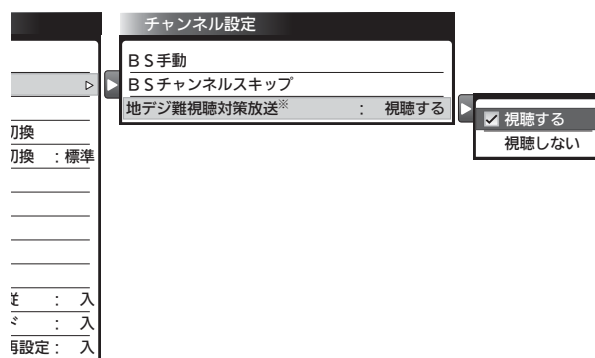 チャンネル設定
BS手動
BSチャンネルスキップ
地デジ難視聴対策放送※ : 視聴する
視聴する
視聴しない
切換
切換 :標準
: 入
: 入
再設定: 入